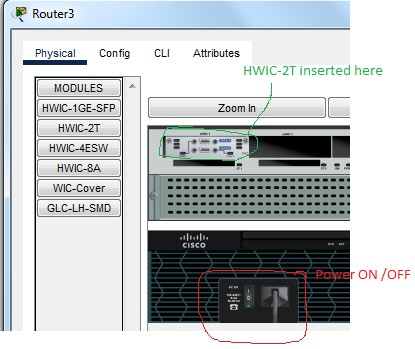 Router3
Physical Config CLI Attributes
HWIC-2T inserted here
MODULES
HWIC-1GE-SFP
HWIC-2T
HWIC-4ESW
HWIC-8A
WIC-Cover
GLC-LH-SMD
Zoom In
CISCO
Power ON /OFF